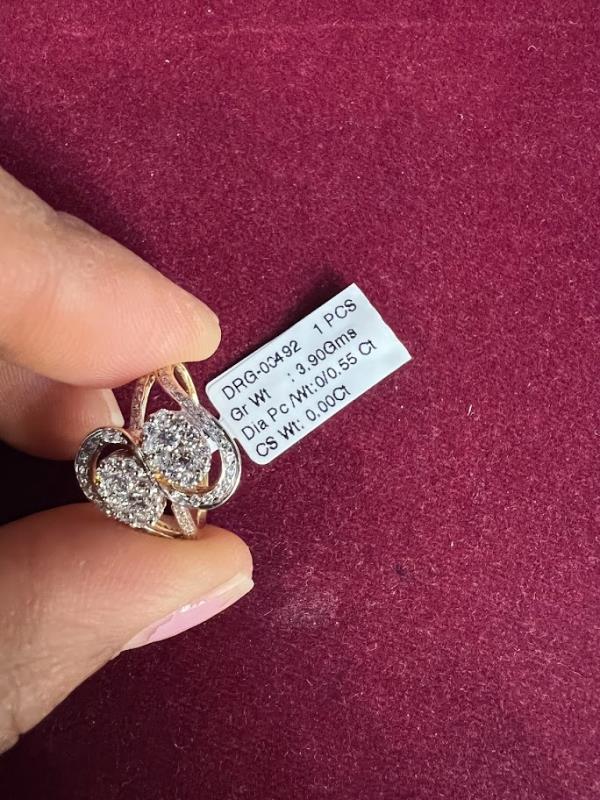 DRG-00492 1 PCS
Gr Wt : 3.90Gms
Dia Pc /Wt:0/0.55 Ct
CS Wt: 0.00Ct